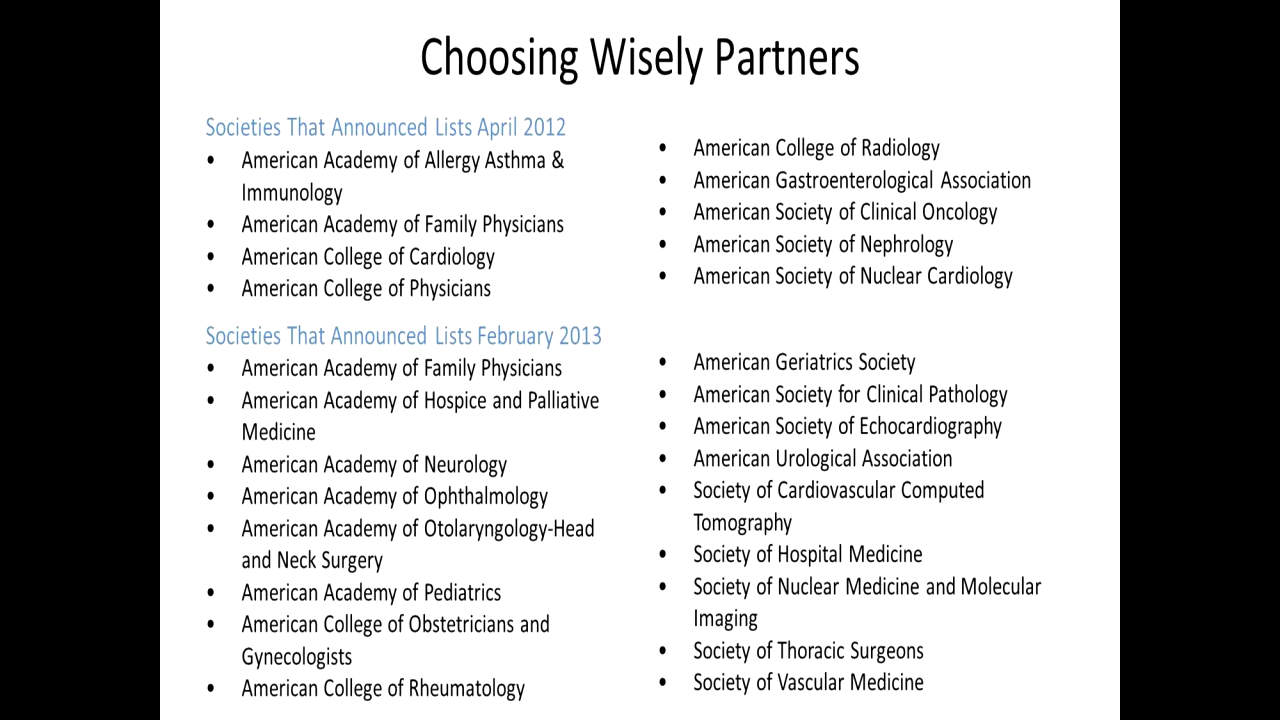 Choosing Wisely Partners
Societies That Announced Lists April 2012
• American Academy of Allergy Asthma &
Immunology
• American Academy of Family Physicians
• American College of Cardiology
• American College of Physicians
• American College of Radiology
• American Gastroenterological Association
• American Society of Clinical Oncology
• American Society of Nephrology
• American Society of Nuclear Cardiology
Societies That Announced Lists February 2013
• American Academy of Family Physicians
• American Academy of Hospice and Palliative
Medicine
• American Academy of Neurology
• American Academy of Ophthalmology
• American Academy of Otolaryngology-Head
and Neck Surgery
• American Academy of Pediatrics
• American College of Obstetricians and
Gynecologists
• American College of Rheumatology
• American Geriatrics Society
• American Society for Clinical Pathology
• American Society of Echocardiography
• American Urological Association
• Society of Cardiovascular Computed
Tomography
• Society of Hospital Medicine
• Society of Nuclear Medicine and Molecular
Imaging
• Society of Thoracic Surgeons
• Society of Vascular Medicine